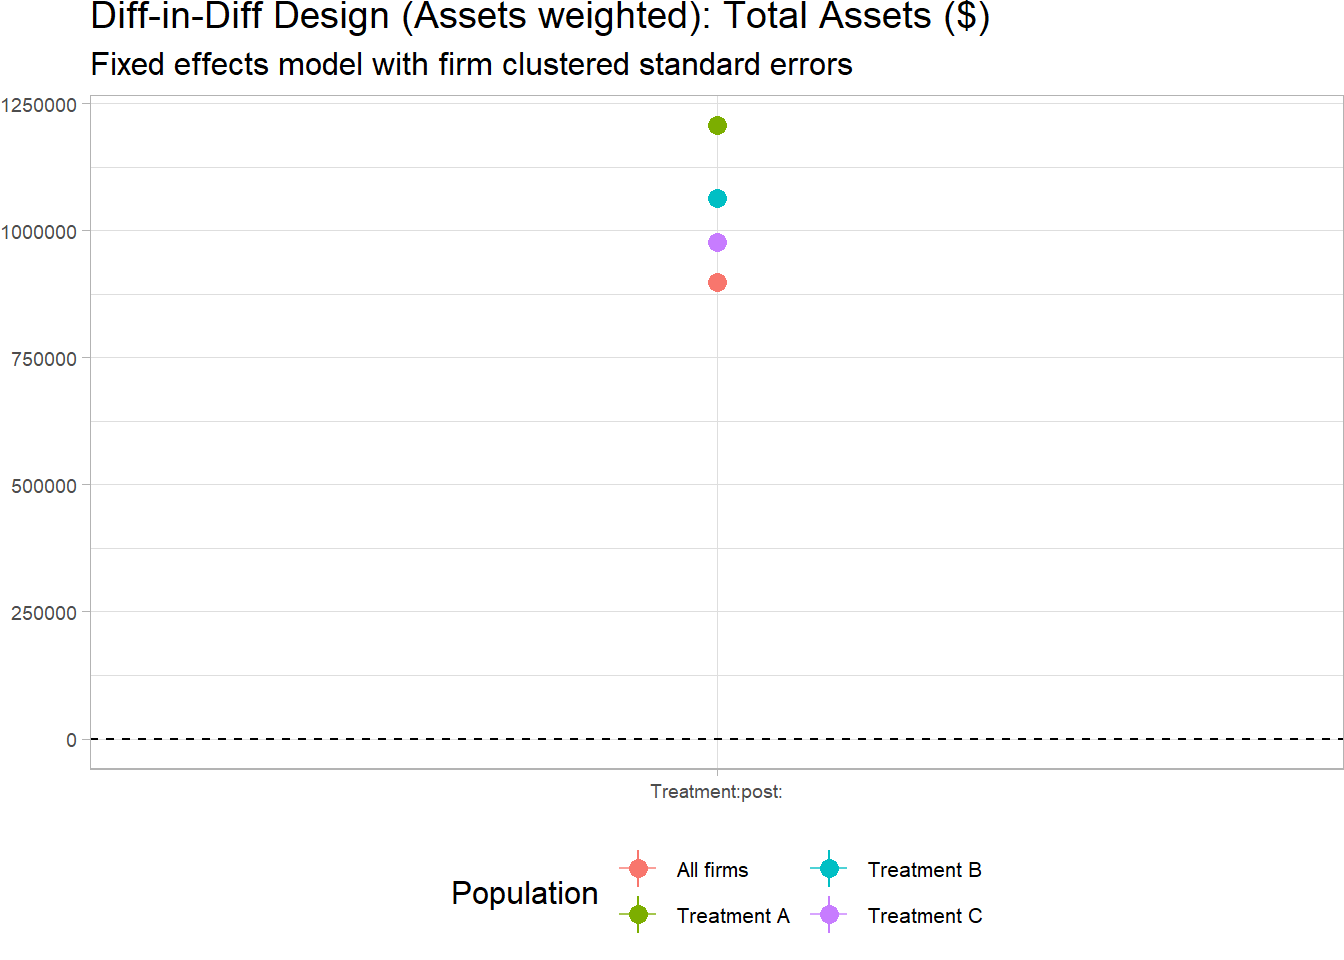 Diff-in-Diff Design (Assets weighted): Total Assets ($)
Fixed effects model with firm clustered standard errors
1250000
1000000
750000
500000
250000
0
Treatment:post:
Population
All firms
Treatment B
Treatment A
Treatment C